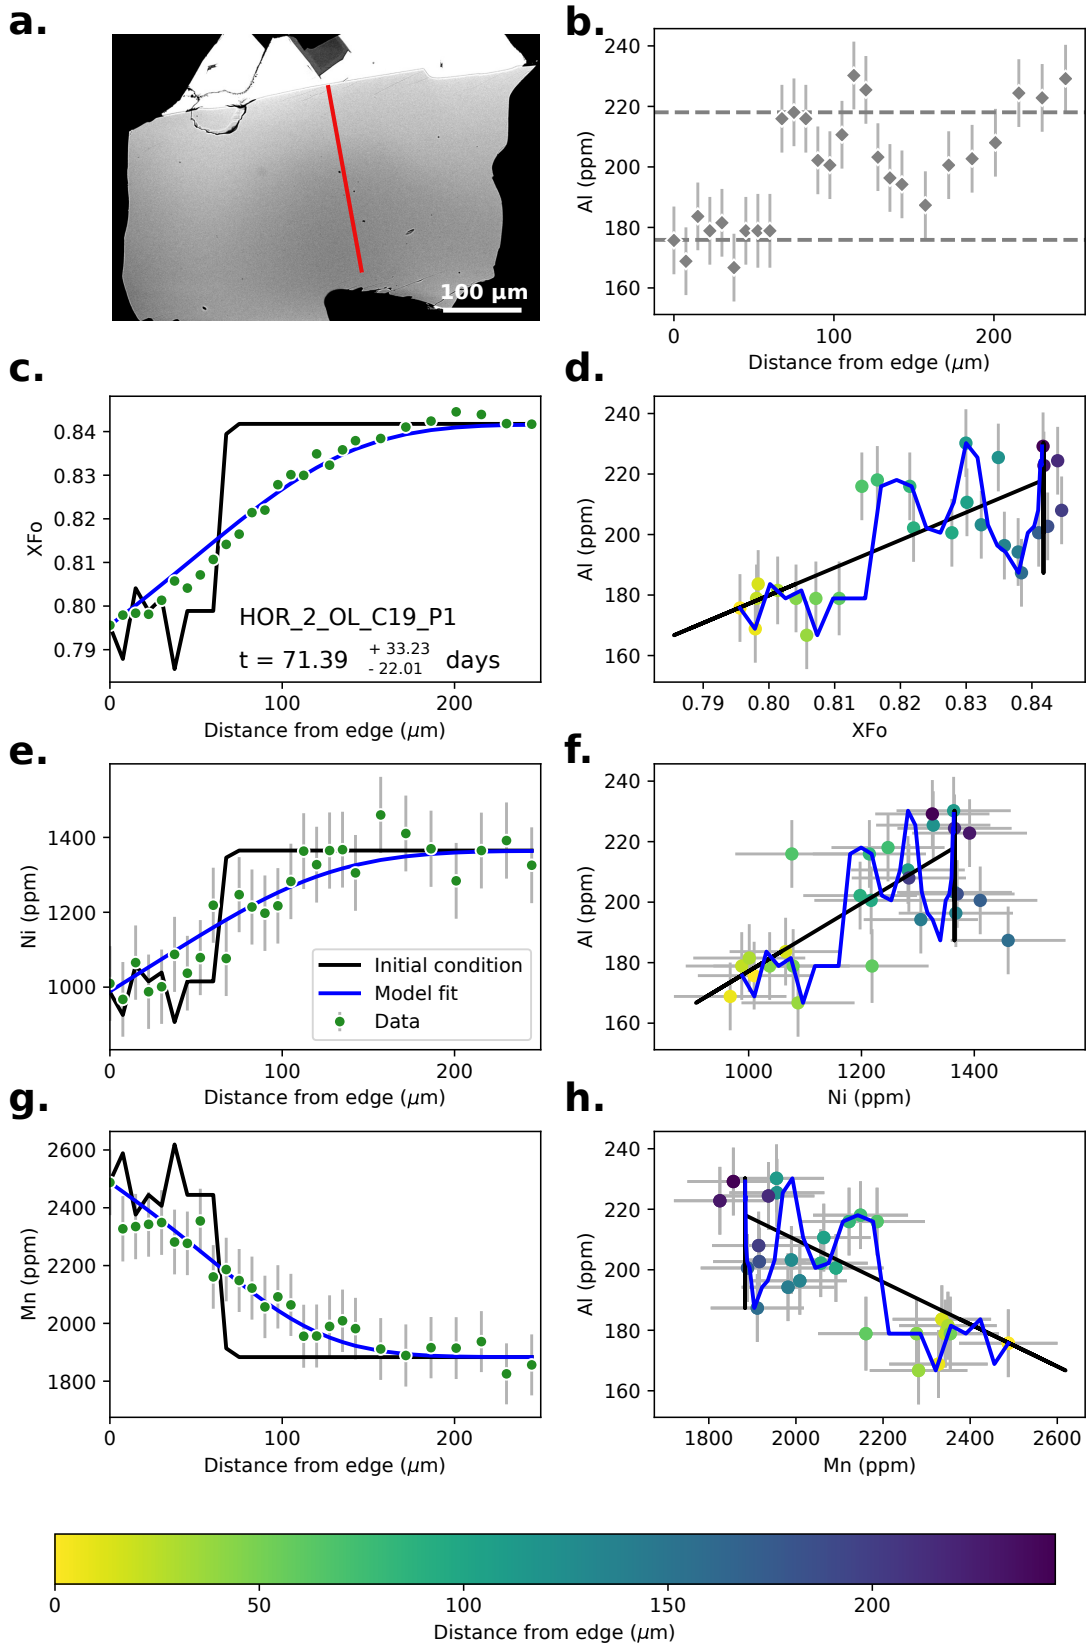 a.
100 μm
b.
240
220
200
180
160
Al (ppm)
0
100
200
Distance from edge (μm)
c.
0.84
0.83
0.82
0.81
0.80
0.79
XFo
HOR_2_OL_C19_P1
t = 71.39 + 33.23 - 22.01 days
0
100
200
Distance from edge (μm)
d.
240
220
200
180
160
Al (ppm)
0.79
0.80
0.81
0.82
0.83
0.84
XFo
e.
1400
1200
1000
Ni (ppm)
Initial condition
Model fit
Data
0
100
200
Distance from edge (μm)
f.
240
220
200
180
160
Al (ppm)
1000
1200
1400
Ni (ppm)
g.
2600
2400
2200
2000
1800
Mn (ppm)
0
100
200
Distance from edge (μm)
h.
240
220
200
180
160
Al (ppm)
1800
2000
2200
2400
2600
Mn (ppm)
0
50
100
150
200
Distance from edge (μm)